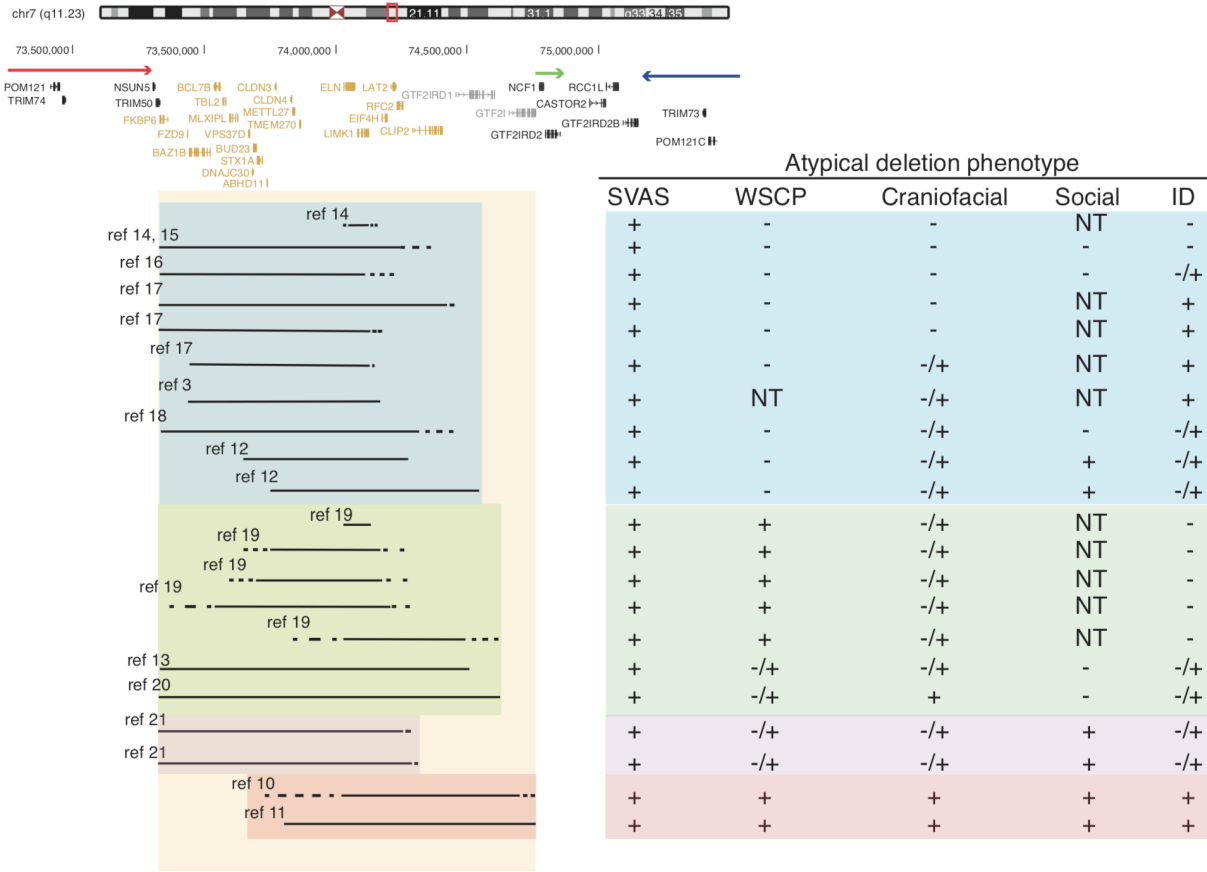 chr7 (q11.23) 21.11 31.1 q33 34 35
73,500,000 73,500,000 74,000,000 74,500,000 75,000,000
POM121 NSUN5 BCL7B CLDN3 ELN LAT2 NCF1 RCC1L
TRIM74 TRIM50 TBL2 CLDN4 RFC2 GTF2IRD1 CASTOR2
FKBP6 MLXIPL METTL27 EIF4H GTF2I GTF2IRD2B TRIM73
FZD9 VPS37D TMEM270 LIMK1 CLIP2 GTF2IRD2 POM121C
BAZ1B BUD23
STX1A
DNAJC30
ABHD11
Atypical deletion phenotype
SVAS WSCP Craniofacial Social ID
ref 14 + - - NT -
ref 14, 15 + - - - -
ref 16 + - - - -/+
ref 17 + - - NT +
ref 17 + - - NT +
ref 17 + - -/+ NT +
ref 3 + NT -/+ NT +
ref 18 + - -/+ - -/+
ref 12 + - -/+ + -/+
ref 12 + - -/+ + -/+
ref 19 + + -/+ NT -
ref 19 + + -/+ NT -
ref 19 + + -/+ NT -
ref 19 + + -/+ NT -
ref 19 + + -/+ NT -
ref 13 + -/+ -/+ - -/+
ref 20 + -/+ + - -/+
ref 21 + -/+ -/+ + -/+
ref 21 + -/+ -/+ + -/+
ref 10 + + + + +
ref 11 + + + + +